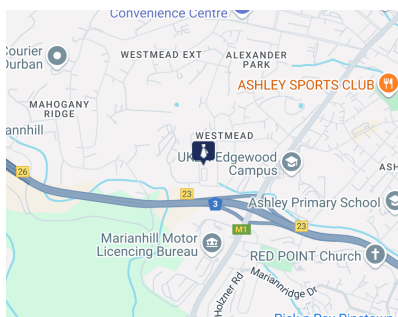 Convenience Centre
WESTMEAD EXT
ALEXANDER
PARK
Courier
Durban
ASHLEY SPORTS CLUB
MAHOGANY
RIDGE
annhill
WESTMEAD
Edgewood
Campus
ASH
26
23
3
Ashley Primary School
23
M1
Marianhill Motor
Licencing Bureau
RED POINT Church
Mariannridge Dr
Holzner Rd